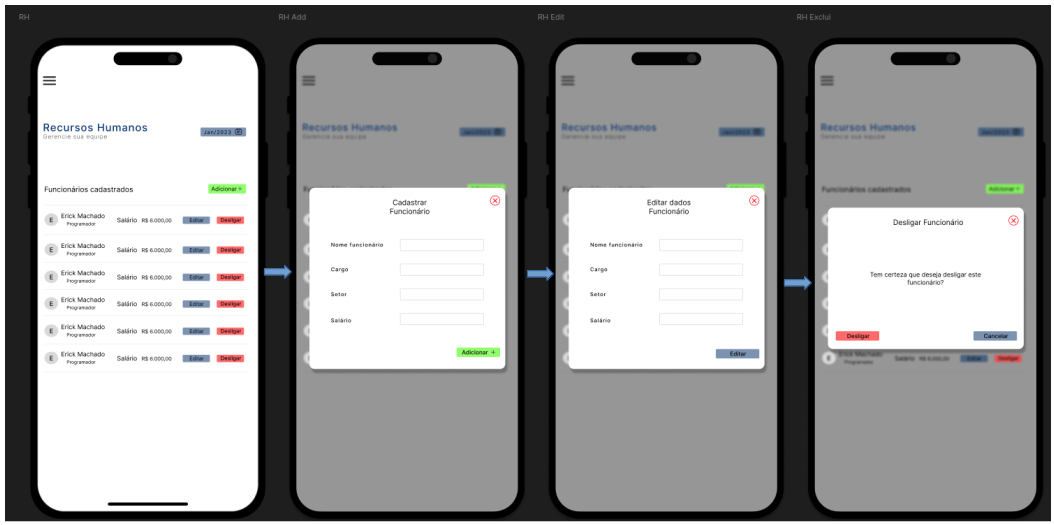 RH
RH Add
RH Edit
RH Exclui
Recursos Humanos
Gerencie sua equipe
Jan/2023
Funcionários cadastrados
Adicionar +
E Erick Machado Salário R$ 6.000,00 Editar Desligar
Programador
E Erick Machado Salário R$ 6.000,00 Editar Desligar
Programador
E Erick Machado Salário R$ 6.000,00 Editar Desligar
Programador
E Erick Machado Salário R$ 6.000,00 Editar Desligar
Programador
E Erick Machado Salário R$ 6.000,00 Editar Desligar
Programador
E Erick Machado Salário R$ 6.000,00 Editar Desligar
Programador
Recursos Humanos
Gerencie sua equipe
Jan/2023
Cadastrar
Funcionário
Nome funcionário
Cargo
Setor
Salário
Adicionar +
Recursos Humanos
Gerencie sua equipe
Jan/2023
Editar dados
Funcionário
Nome funcionário
Cargo
Setor
Salário
Editar
Recursos Humanos
Gerencie sua equipe
Jan/2023
Funcionários cadastrados
Adicionar +
Desligar Funcionário
Tem certeza que deseja desligar este
funcionário?
Desligar
Cancelar
E Erick Machado Salário R$ 6.000,00 Editar Desligar
Programador